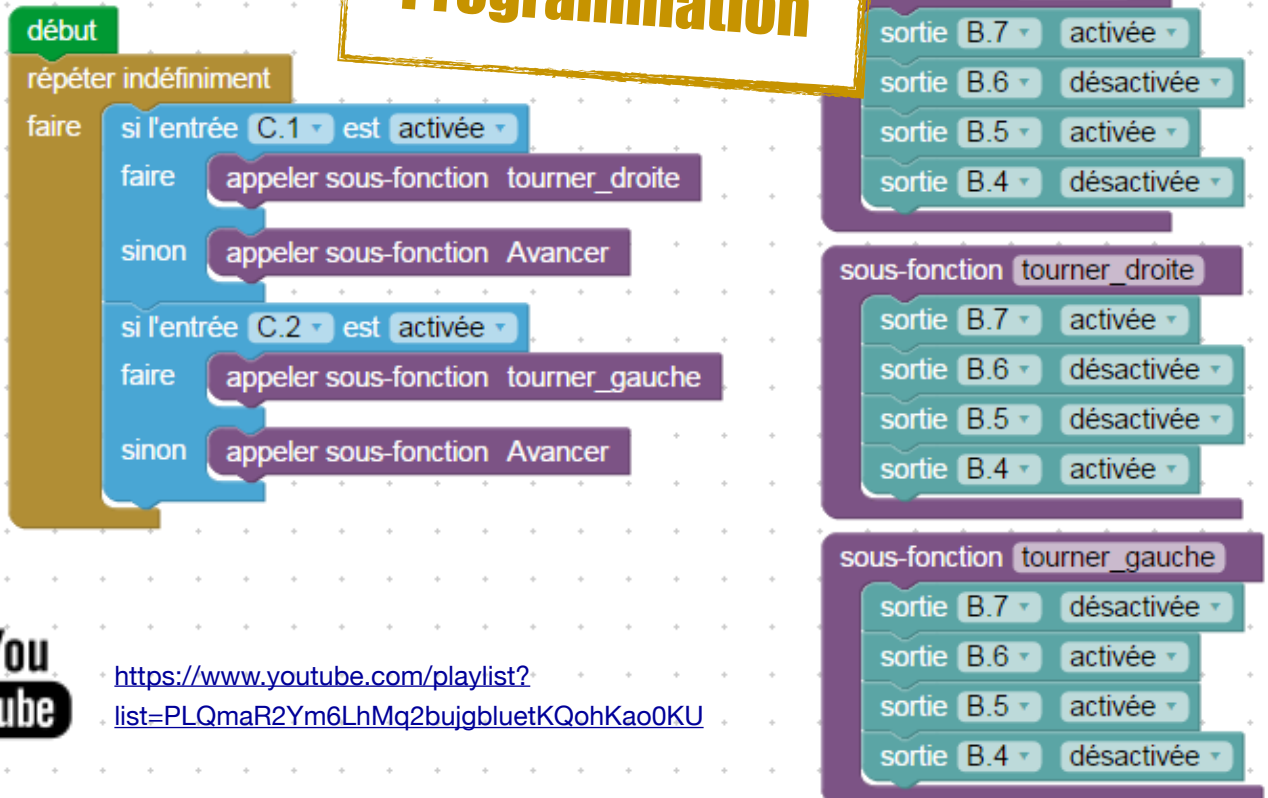 Programmation
début
répéter indéfiniment
faire
si l'entrée C.1 est activée
faire appeler sous-fonction tourner_droite
sinon appeler sous-fonction Avancer
si l'entrée C.2 est activée
faire appeler sous-fonction tourner_gauche
sinon appeler sous-fonction Avancer
sortie B.7 activée
sortie B.6 désactivée
sortie B.5 activée
sortie B.4 désactivée
sous-fonction tourner_droite
sortie B.7 activée
sortie B.6 désactivée
sortie B.5 désactivée
sortie B.4 activée
sous-fonction tourner_gauche
sortie B.7 désactivée
sortie B.6 activée
sortie B.5 activée
sortie B.4 désactivée
You
Tube
https://www.youtube.com/playlist?
list=PLQmaR2Ym6LhMq2bujgbluetKQohKao0KU